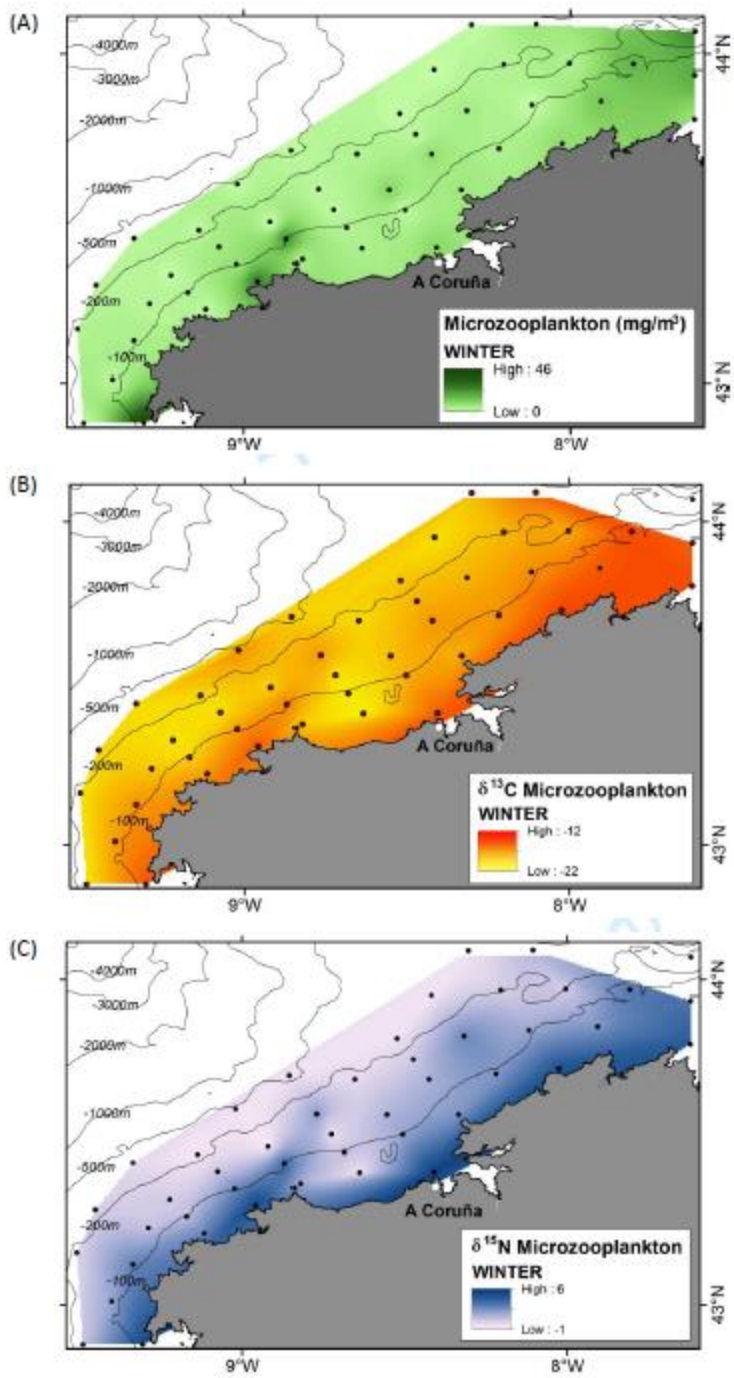 (A)
-4000m
-3000m
-2000m
-1000m
-500m
-200m
-100m
A Coruña
Microzooplankton (mg/m³)
WINTER
High : 46
Low : 0
44°N
43°N
9°W
8°W
(B)
-4000m
-3000m
-2000m
-1000m
-500m
-200m
-100m
A Coruña
δ¹³C Microzooplankton
WINTER
High : -12
Low : -22
44°N
43°N
9°W
8°W
(C)
-4000m
-3000m
-2000m
-1000m
-500m
-200m
-100m
A Coruña
δ¹⁵N Microzooplankton
WINTER
High : 6
Low : -1
44°N
43°N
9°W
8°W